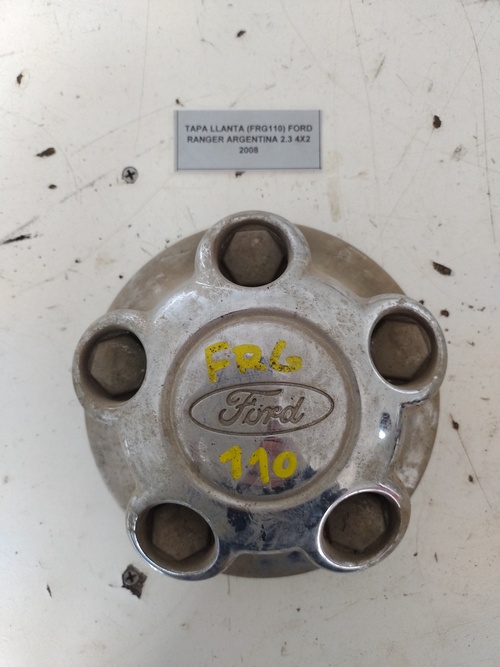 TAPA LLANTA (FRG110) FORD
RANGER ARGENTINA 2.3 4X2
2008
FRG
Ford
110